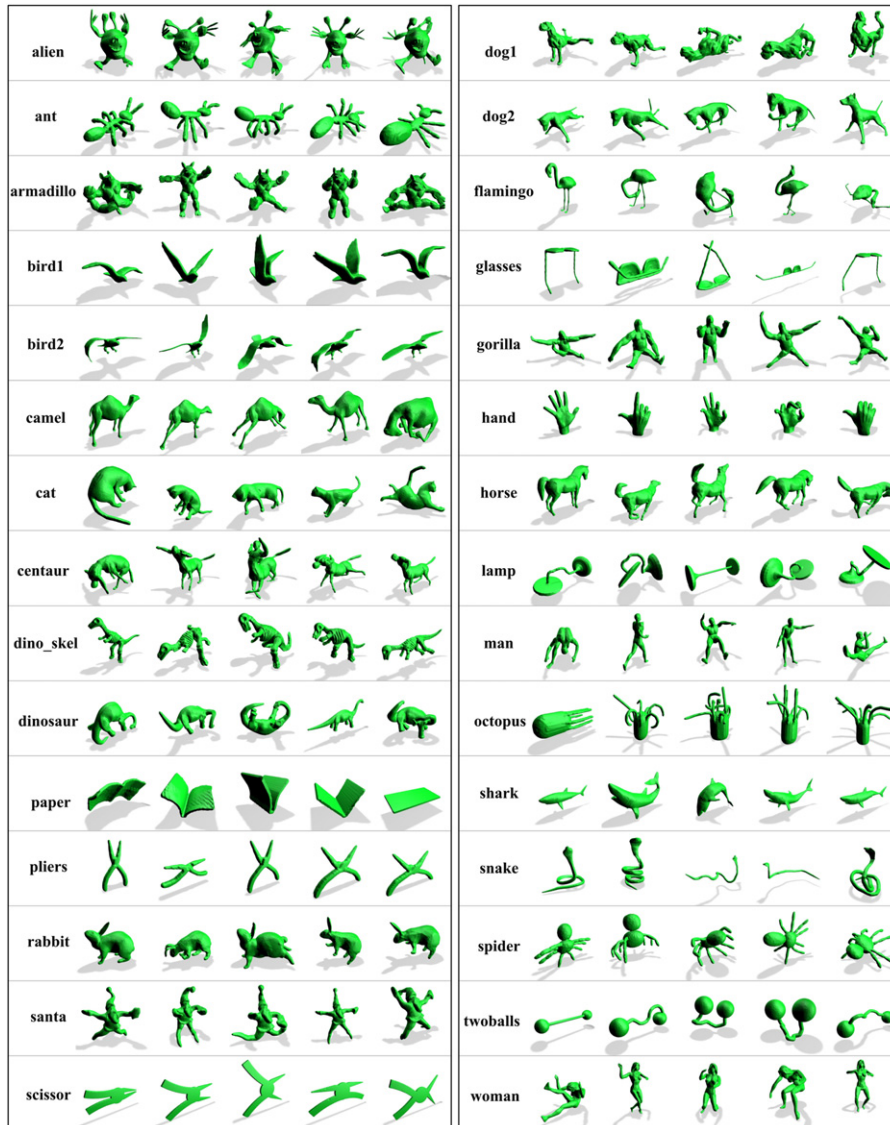 alien
ant
armadillo
bird1
bird2
camel
cat
centaur
dino_skel
dinosaur
paper
pliers
rabbit
santa
scissor
dog1
dog2
flamingo
glasses
gorilla
hand
horse
lamp
man
octopus
shark
snake
spider
twoballs
woman